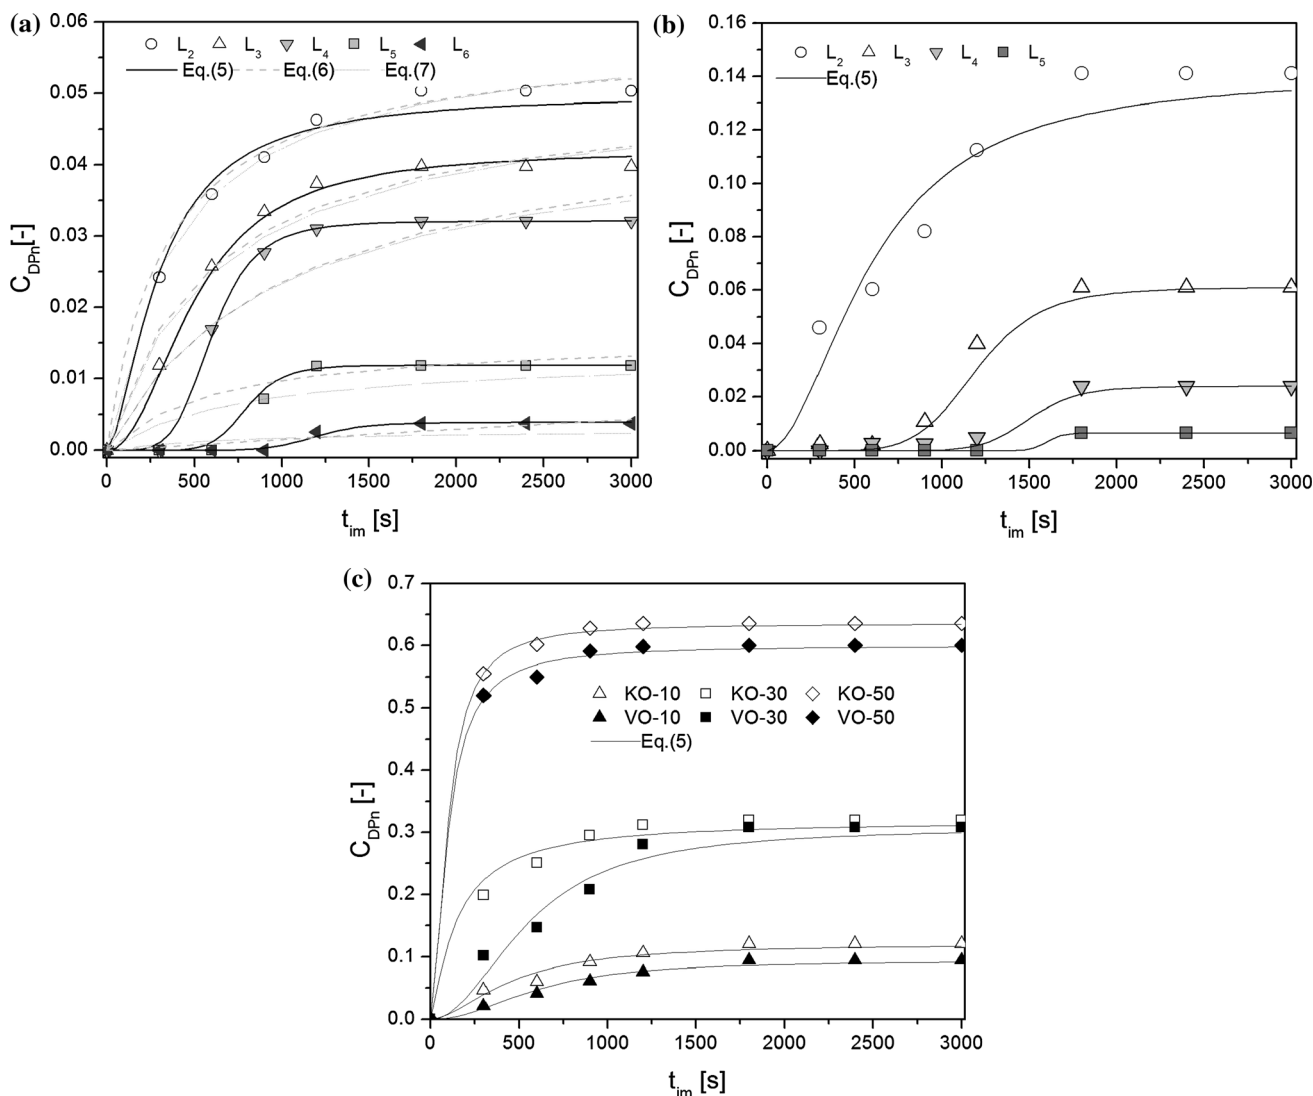 (a)
0.06
0.05
0.04
0.03
0.02
0.01
0.00
C_DPn [-]
L2 L3 L4 L5 L6
Eq.(5) Eq.(6) Eq.(7)
0 500 1000 1500 2000 2500 3000
t_im [s]
(b)
0.16
0.14
0.12
0.10
0.08
0.06
0.04
0.02
0.00
C_DPn [-]
L2 L3 L4 L5
Eq.(5)
0 500 1000 1500 2000 2500 3000
t_im [s]
(c)
0.7
0.6
0.5
0.4
0.3
0.2
0.1
0.0
C_DPn [-]
KO-10 KO-30 KO-50
VO-10 VO-30 VO-50
Eq.(5)
0 500 1000 1500 2000 2500 3000
t_im [s]